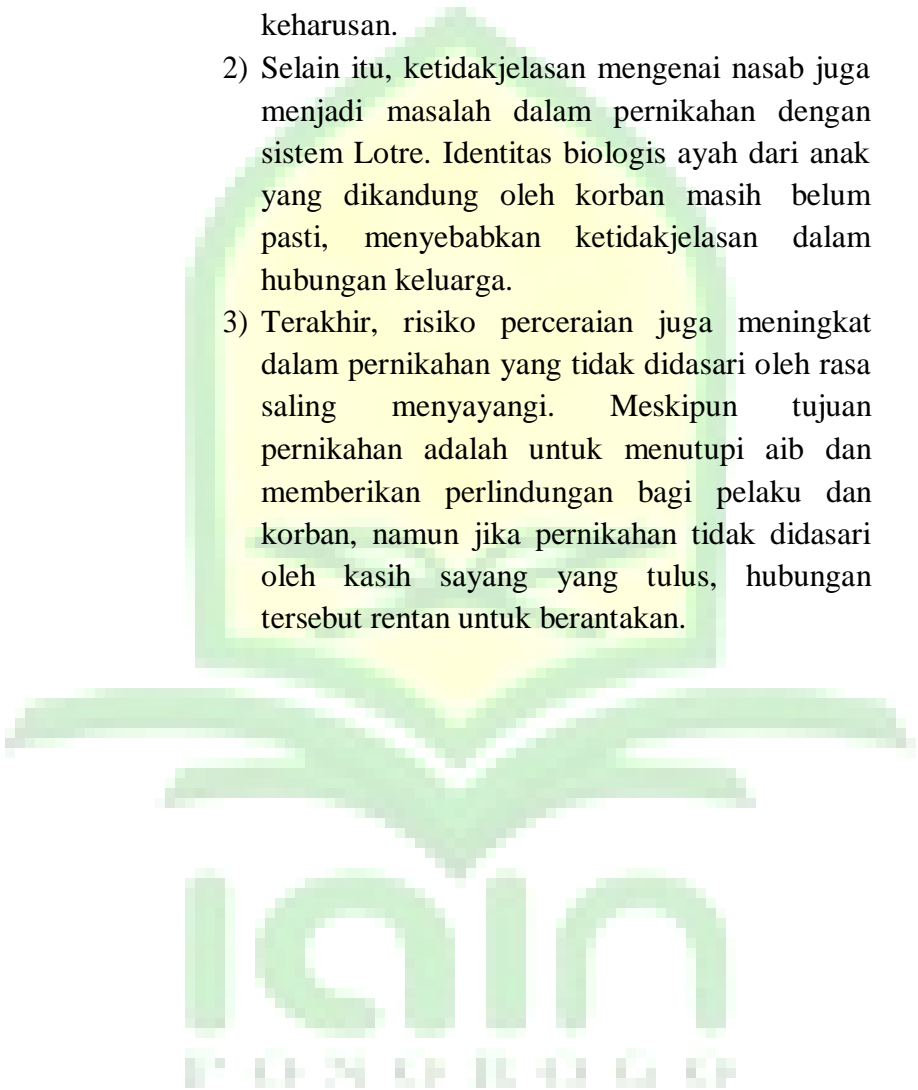 keharusan.
2) Selain itu, ketidakjelasan mengenai nasab juga
menjadi masalah dalam pernikahan dengan
sistem Lotre. Identitas biologis ayah dari anak
yang dikandung oleh korban masih belum
pasti, menyebabkan ketidakjelasan dalam
hubungan keluarga.
3) Terakhir, risiko perceraian juga meningkat
dalam pernikahan yang tidak didasari oleh rasa
saling menyayangi. Meskipun tujuan
pernikahan adalah untuk menutupi aib dan
memberikan perlindungan bagi pelaku dan
korban, namun jika pernikahan tidak didasari
oleh kasih sayang yang tulus, hubungan
tersebut rentan untuk berantakan.
iain
PONOROGO